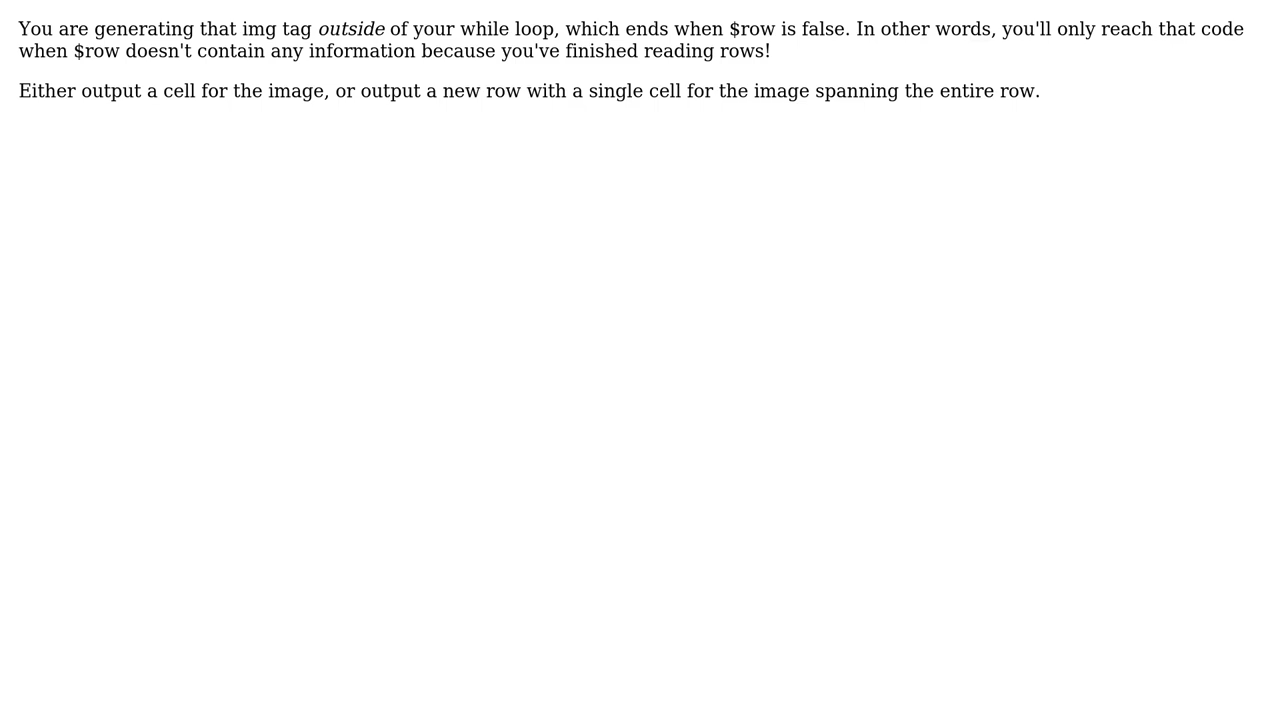 You are generating that img tag outside of your while loop, which ends when $row is false. In other words, you'll only reach that code
when $row doesn't contain any information because you've finished reading rows!
Either output a cell for the image, or output a new row with a single cell for the image spanning the entire row.